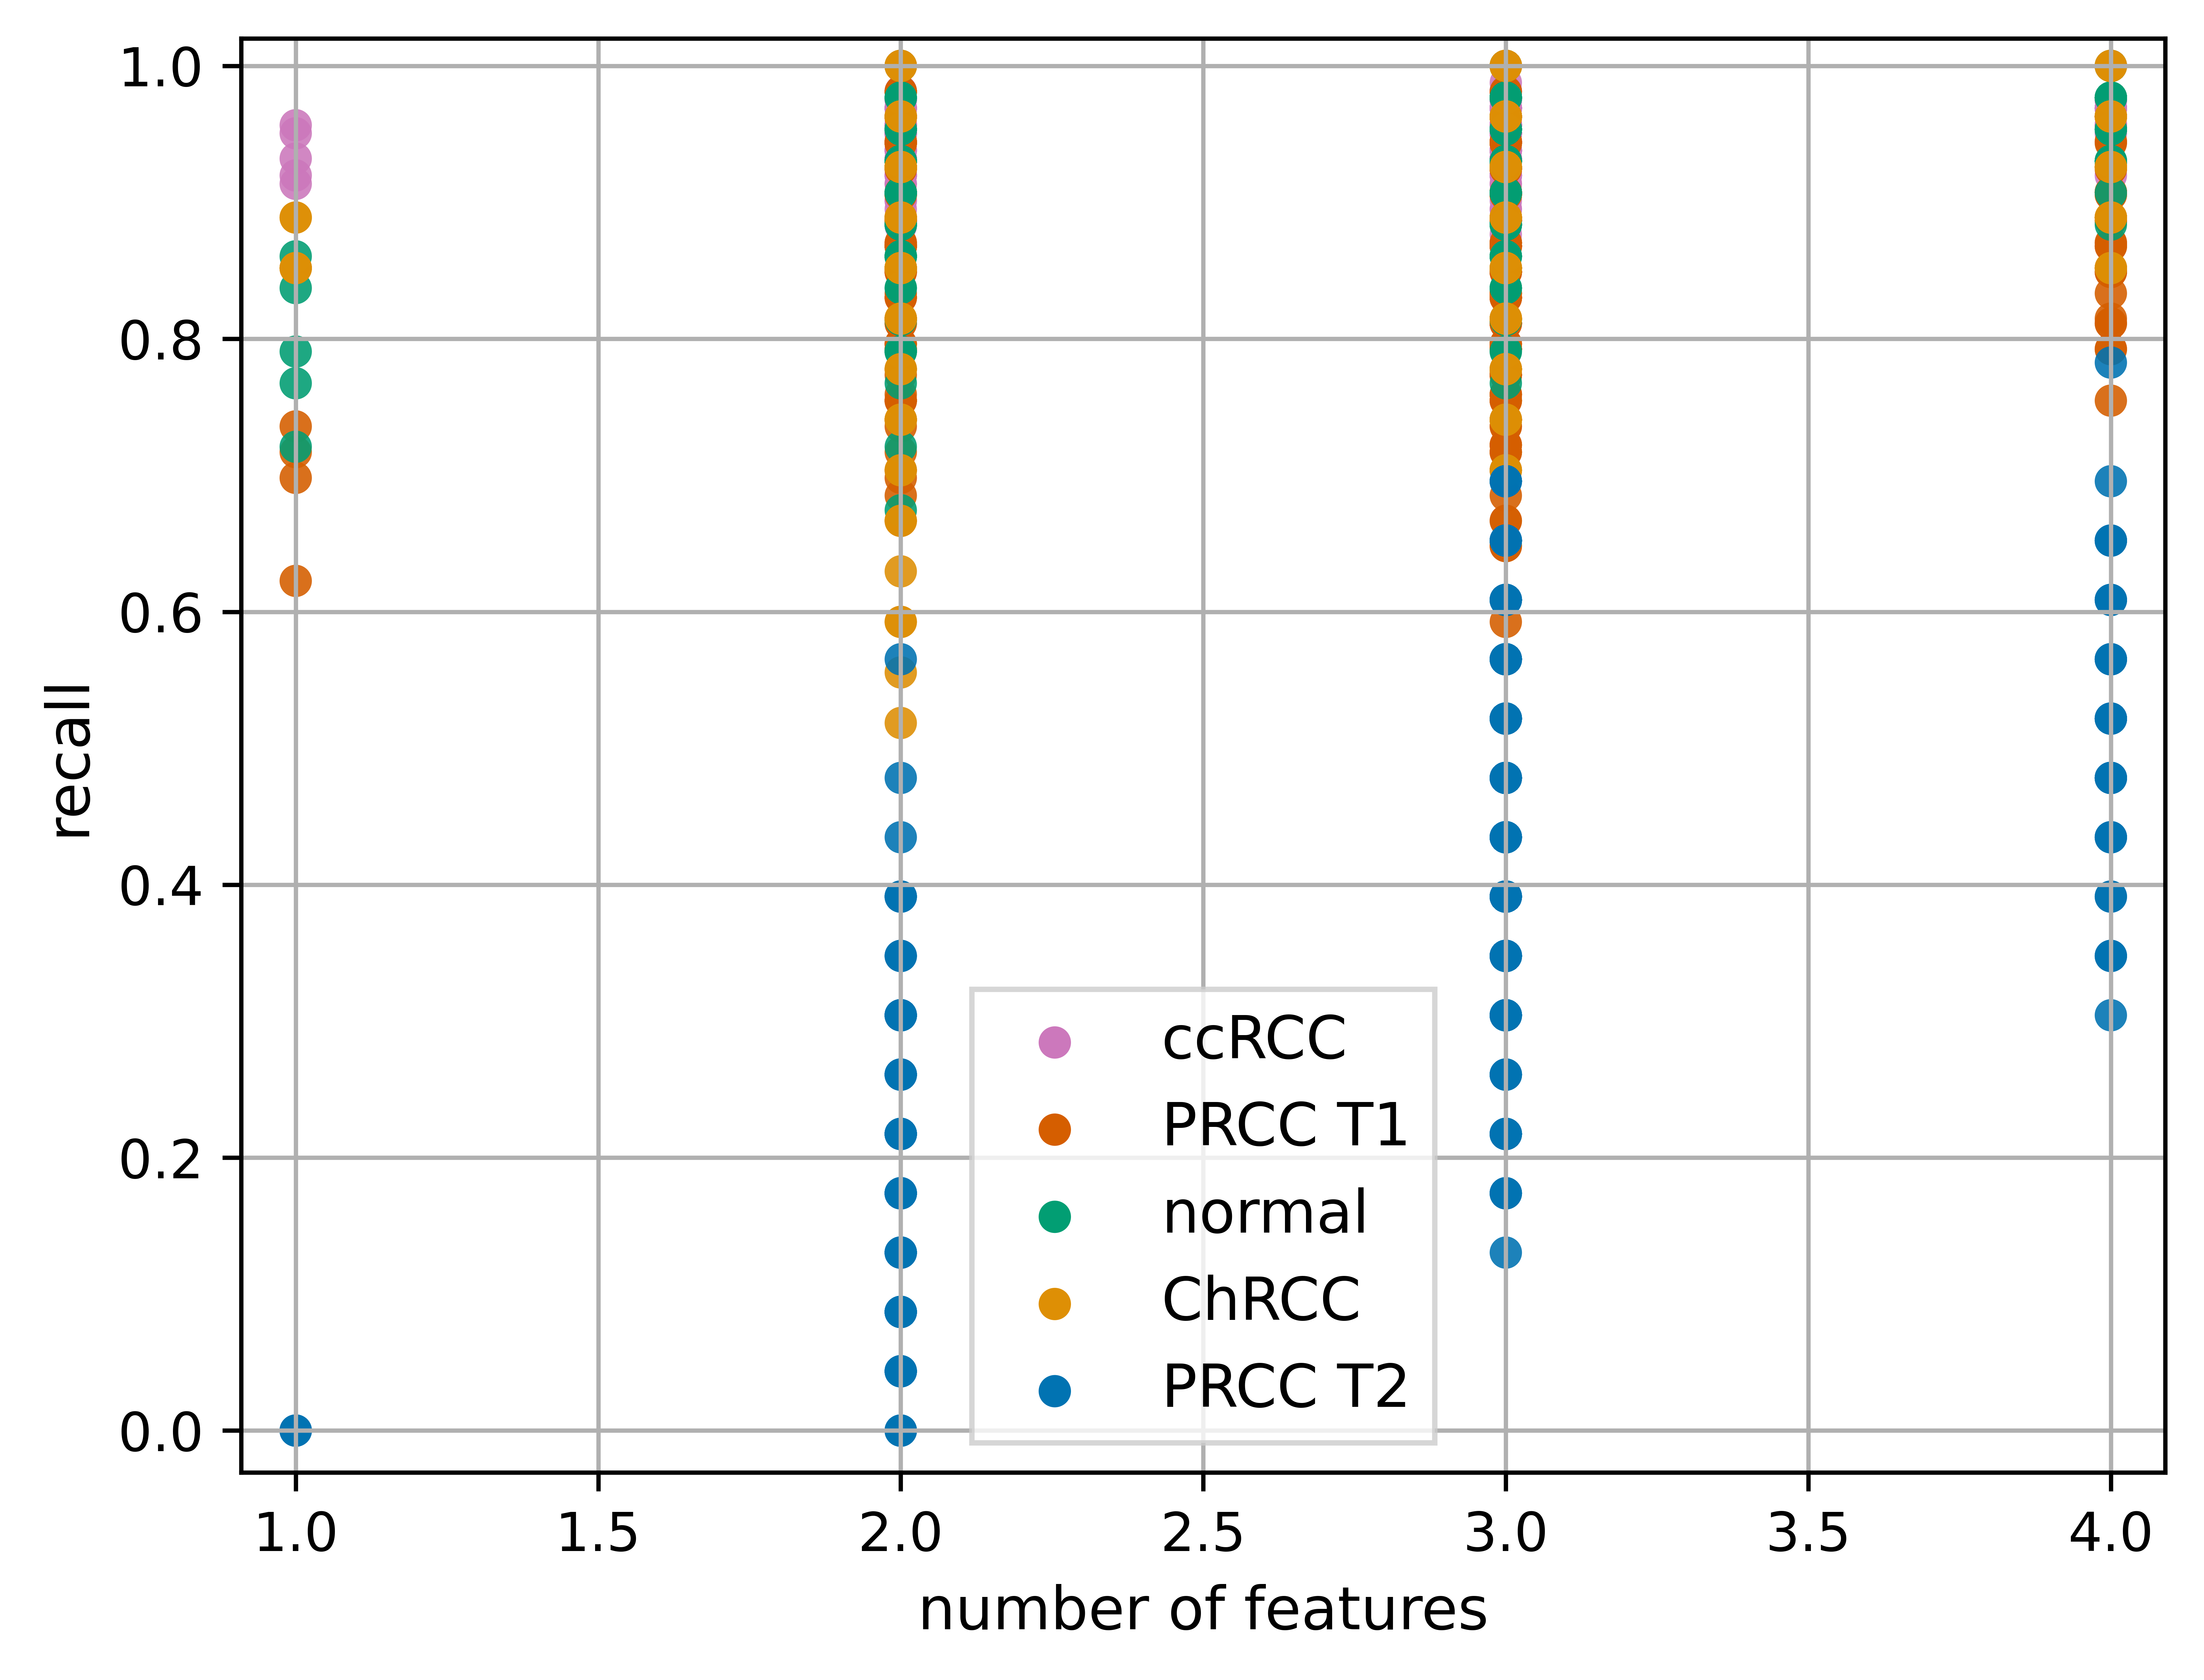 1.0
0.8
0.6
0.4
0.2
0.0
recall
ccRCC
PRCC T1
normal
ChRCC
PRCC T2
1.0 1.5 2.0 2.5 3.0 3.5 4.0
number of features